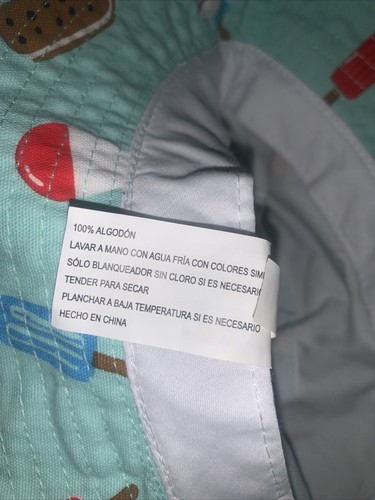 100% ALGODÓN
LAVAR A MANO CON AGUA FRÍA CON COLORES
SÓLO BLANQUEADOR SIN CLORO SI ES
TENDER PARA SECAR
PLANCHAR A BAJA TEMPERATURA SI ES NECESARIO
HECHO EN CHINA